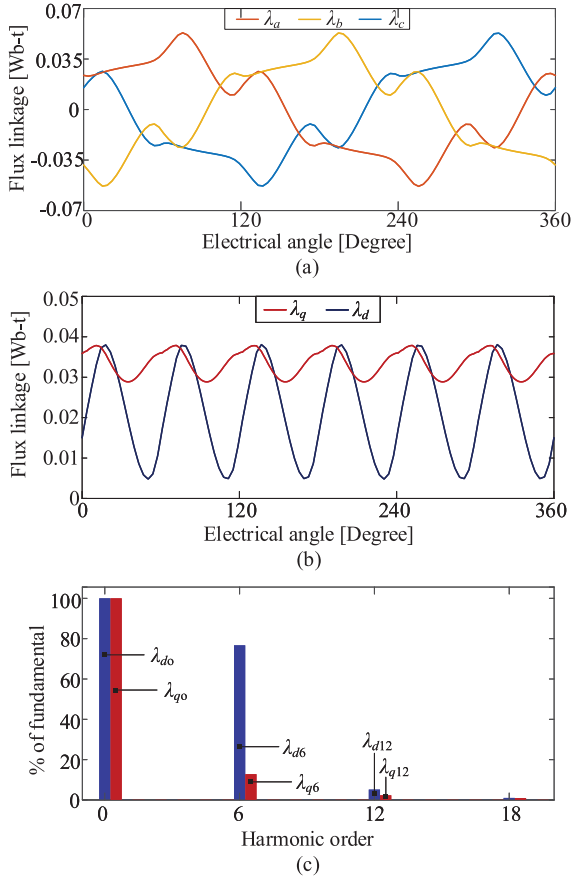 λa λb λc
Flux linkage [Wb-t]
0.07
0.035
0
-0.035
-0.07
0 120 240 360
Electrical angle [Degree]
(a)
λq λd
Flux linkage [Wb-t]
0.05
0.04
0.03
0.02
0.01
0
0 120 240 360
Electrical angle [Degree]
(b)
% of fundamental
100
80
60
40
20
0
λdo
λqo
λd6
λq6
λd12
λq12
0 6 12 18
Harmonic order
(c)